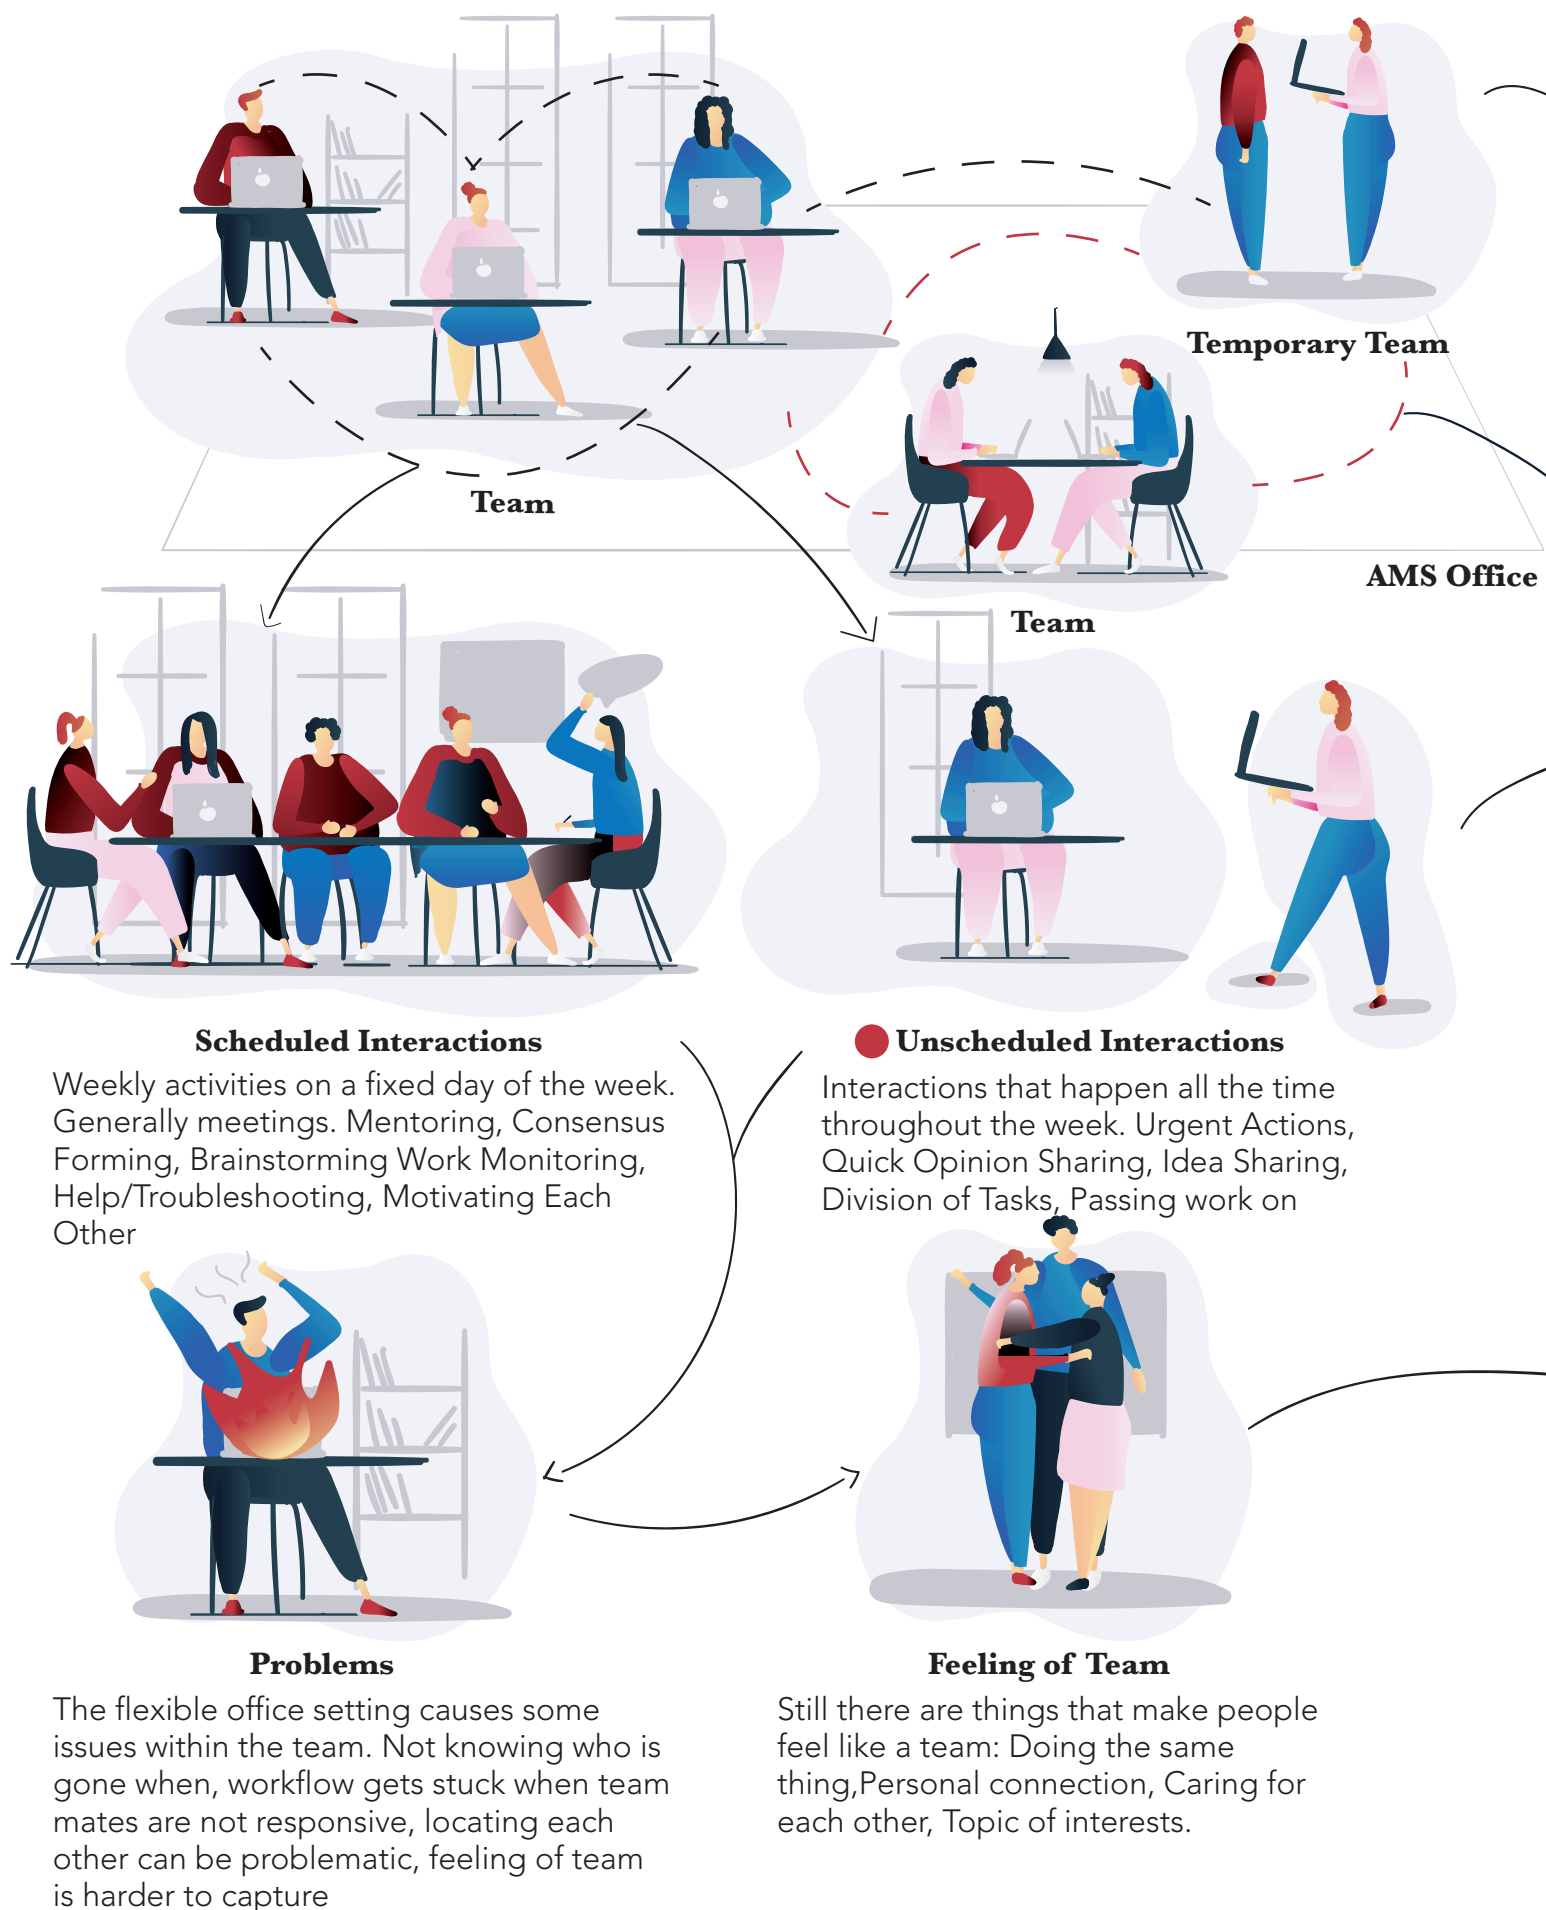 Temporary Team
Team
AMS Office
Team
Scheduled Interactions
Weekly activities on a fixed day of the week.
Generally meetings. Mentoring, Consensus
Forming, Brainstorming Work Monitoring,
Help/Troubleshooting, Motivating Each
Other
Unscheduled Interactions
Interactions that happen all the time
throughout the week. Urgent Actions,
Quick Opinion Sharing, Idea Sharing,
Division of Tasks, Passing work on
Problems
The flexible office setting causes some
issues within the team. Not knowing who is
gone when, workflow gets stuck when team
mates are not responsive, locating each
other can be problematic, feeling of team
is harder to capture
Feeling of Team
Still there are things that make people
feel like a team: Doing the same
thing,Personal connection, Caring for
each other, Topic of interests.